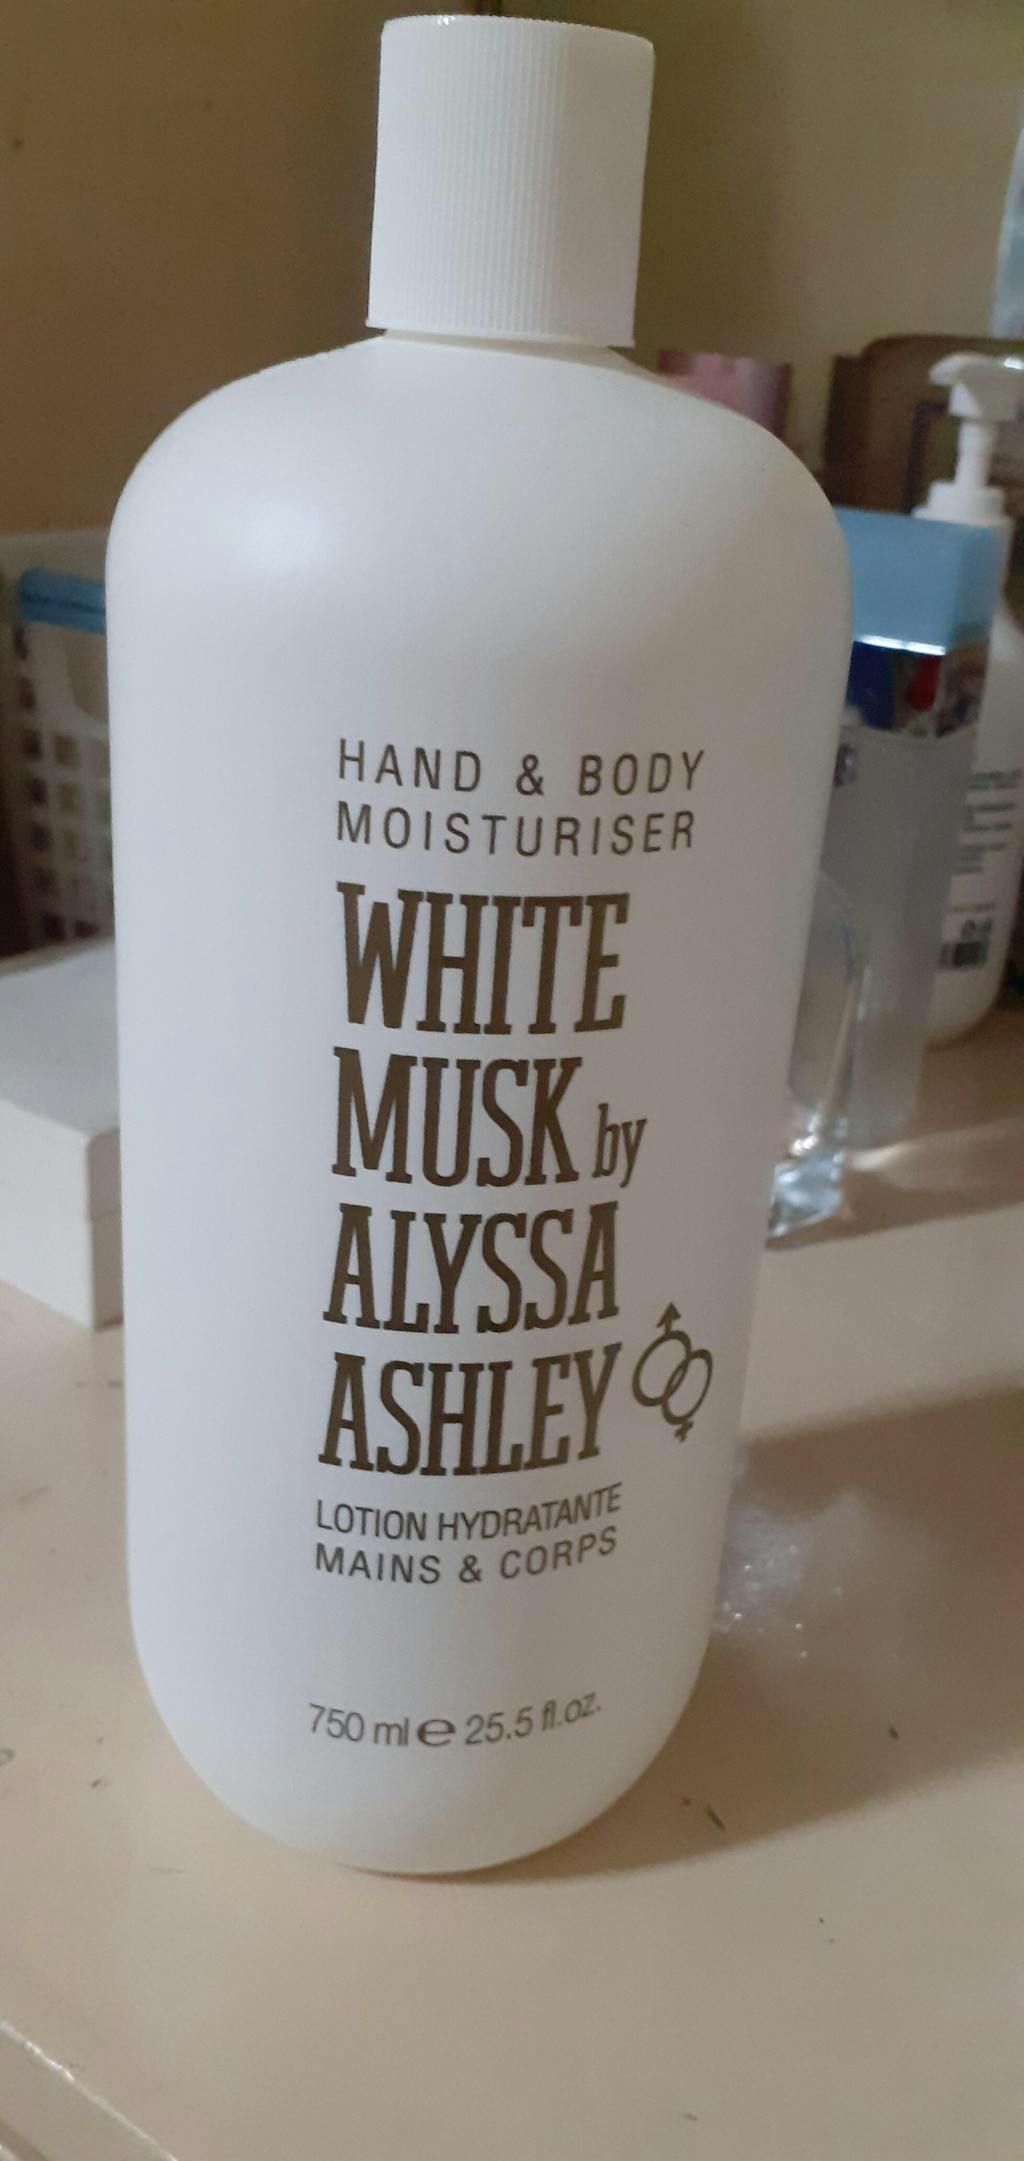 HAND & BODY
MOISTURISER
WHITE
MUSK by
ALYSSA
ASHLEY
LOTION HYDRATANTE
MAINS & CORPS
750 ml e 25.5 fl.oz.